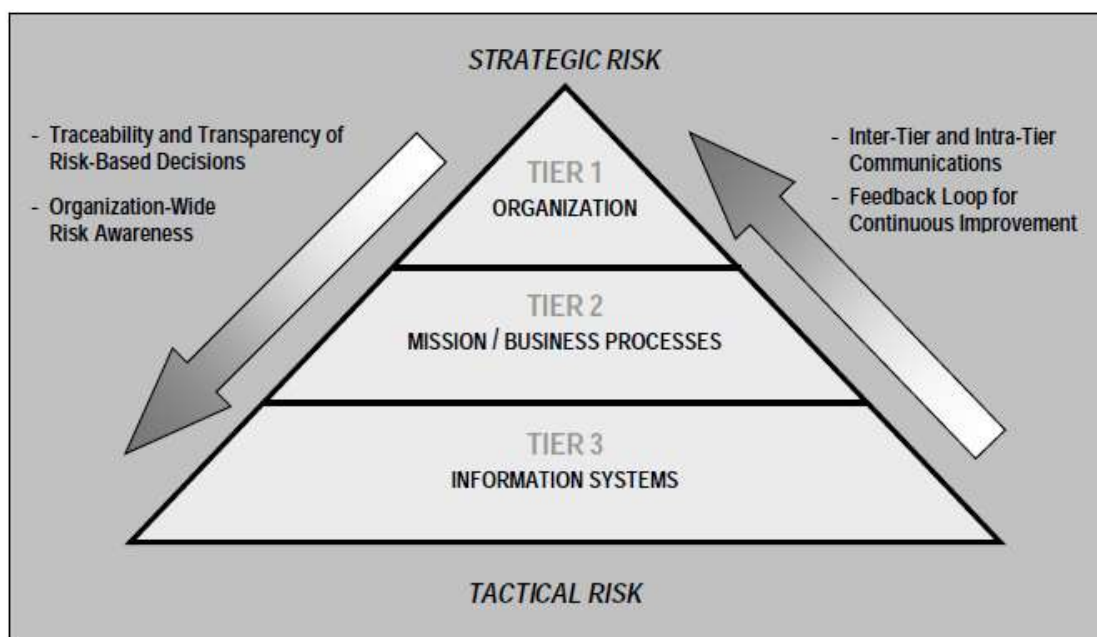 STRATEGIC RISK
- Traceability and Transparency of
Risk-Based Decisions
- Organization-Wide
Risk Awareness
- Inter-Tier and Intra-Tier
Communications
- Feedback Loop for
Continuous Improvement
TIER 1
ORGANIZATION
TIER 2
MISSION / BUSINESS PROCESSES
TIER 3
INFORMATION SYSTEMS
TACTICAL RISK